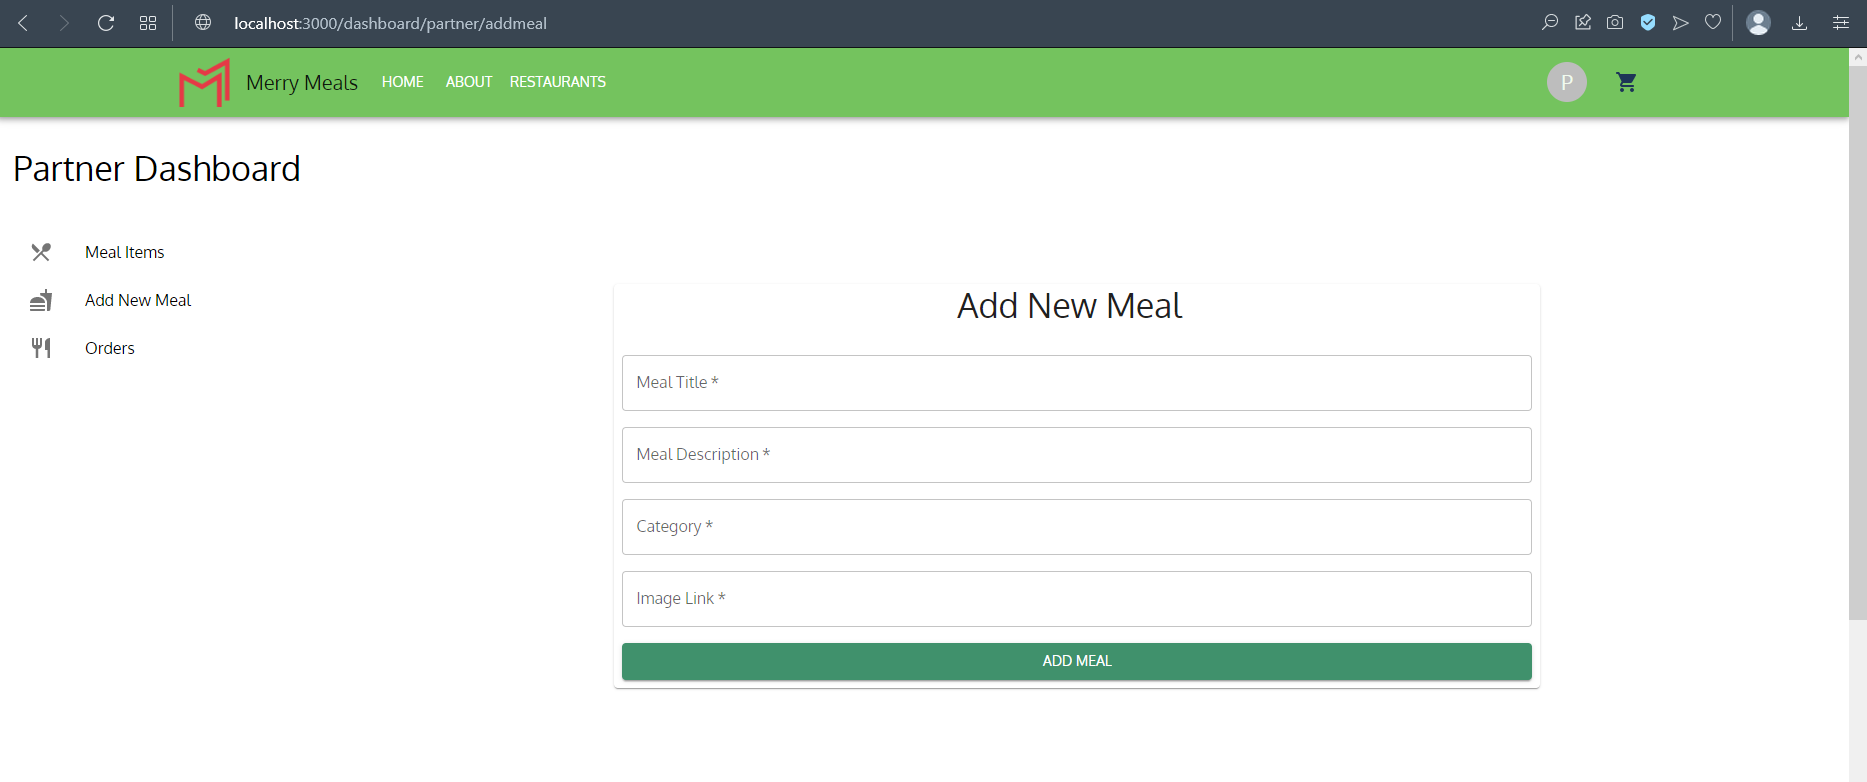 localhost:3000/dashboard/partner/addmeal
Merry Meals HOME ABOUT RESTAURANTS P
Partner Dashboard
Meal Items
Add New Meal
Orders
Add New Meal
Meal Title *
Meal Description *
Category *
Image Link *
ADD MEAL